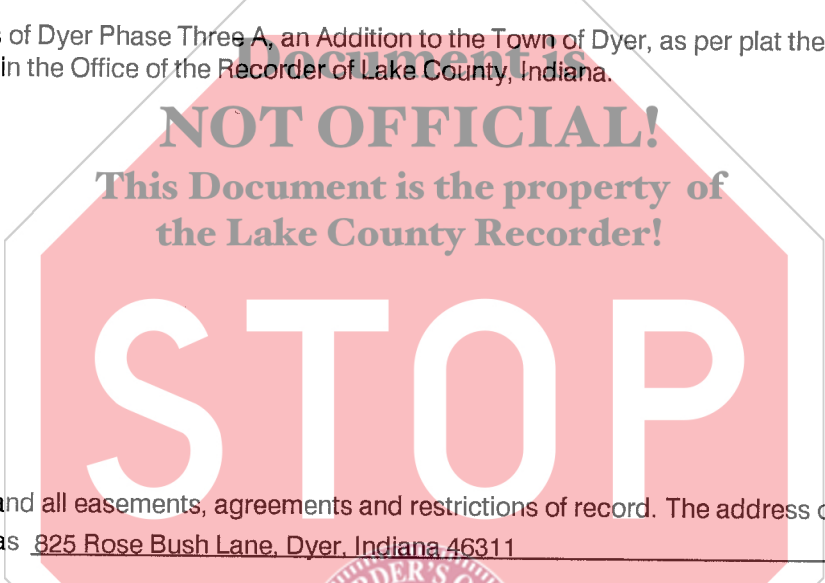 s of Dyer Phase Three A, an Addition to the Town of Dyer, as per plat the
in the Office of the Recorder of Lake County, Indiana.
Document is
NOT OFFICIAL!
This Document is the property of
the Lake County Recorder!
STOP
and all easements, agreements and restrictions of record. The address o
as 825 Rose Bush Lane, Dyer, Indiana 46311
RDER'S O